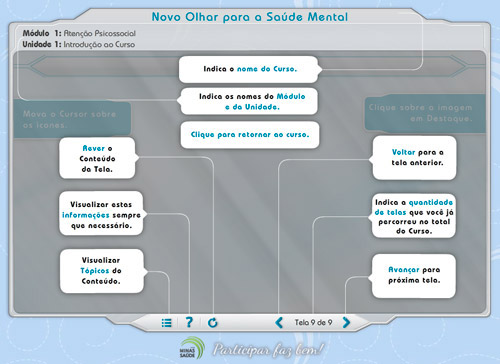 Novo Olhar para a Saúde Mental
Módulo 1: Atenção Psicossocial
Unidade 1: Introdução ao Curso
Indica o nome do Curso.
Indica os nomes do Módulo
e da Unidade.
Clique para retornar ao curso.
Mova o Cursor sobre
os ícones.
Clique sobre a imagem
em Destaque.
Rever o
Conteúdo
da Tela.
Voltar para a
tela anterior.
Visualizar estas
informações sempre
que necessário.
Indica a quantidade
de telas que você já
percorreu no total
do Curso.
Visualizar
Tópicos do
Conteúdo.
Avançar para
próxima tela.
? Tela 9 de 9
MINAS
SAÚDE
Participar faz bem!